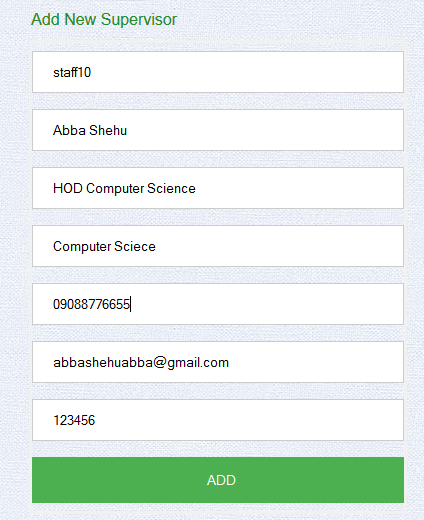 Add New Supervisor
staff10
Abba Shehu
HOD Computer Science
Computer Sciece
09088776655
abbashehuabba@gmail.com
123456
ADD